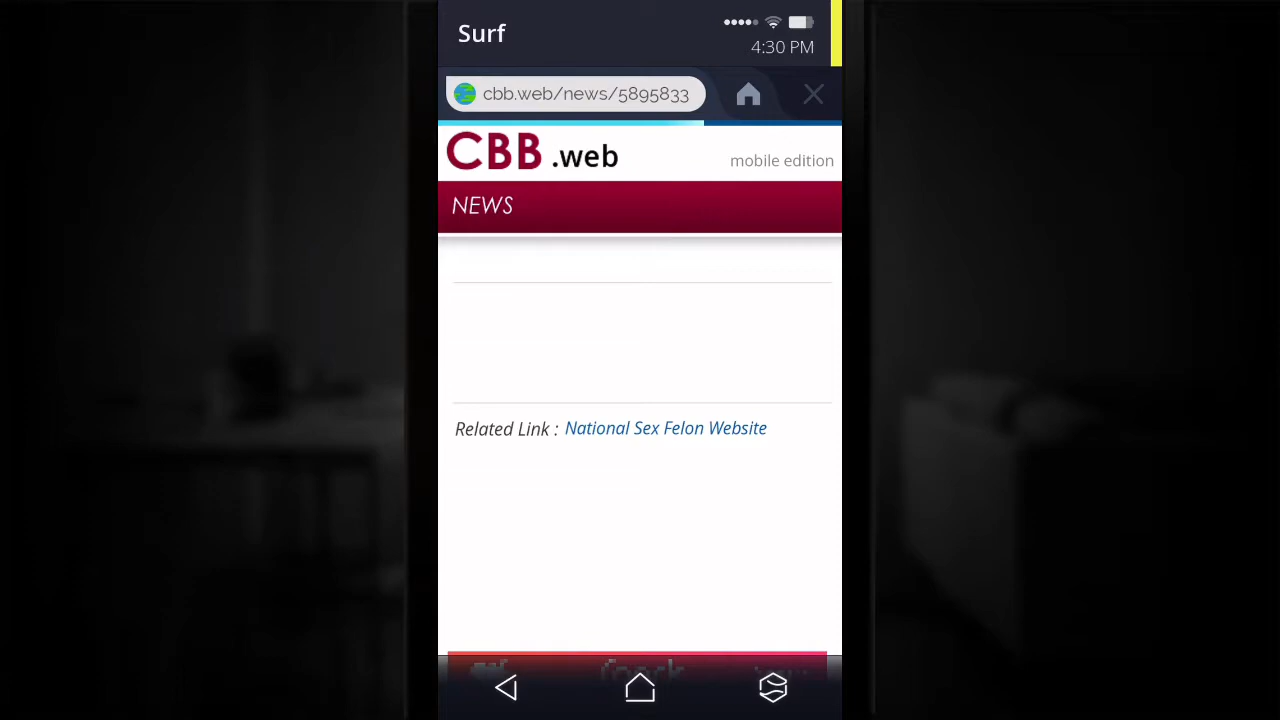 Surf
4:30 PM
cbb.web/news/5895833
CBB .web
mobile edition
NEWS
Related Link : National Sex Felon Website